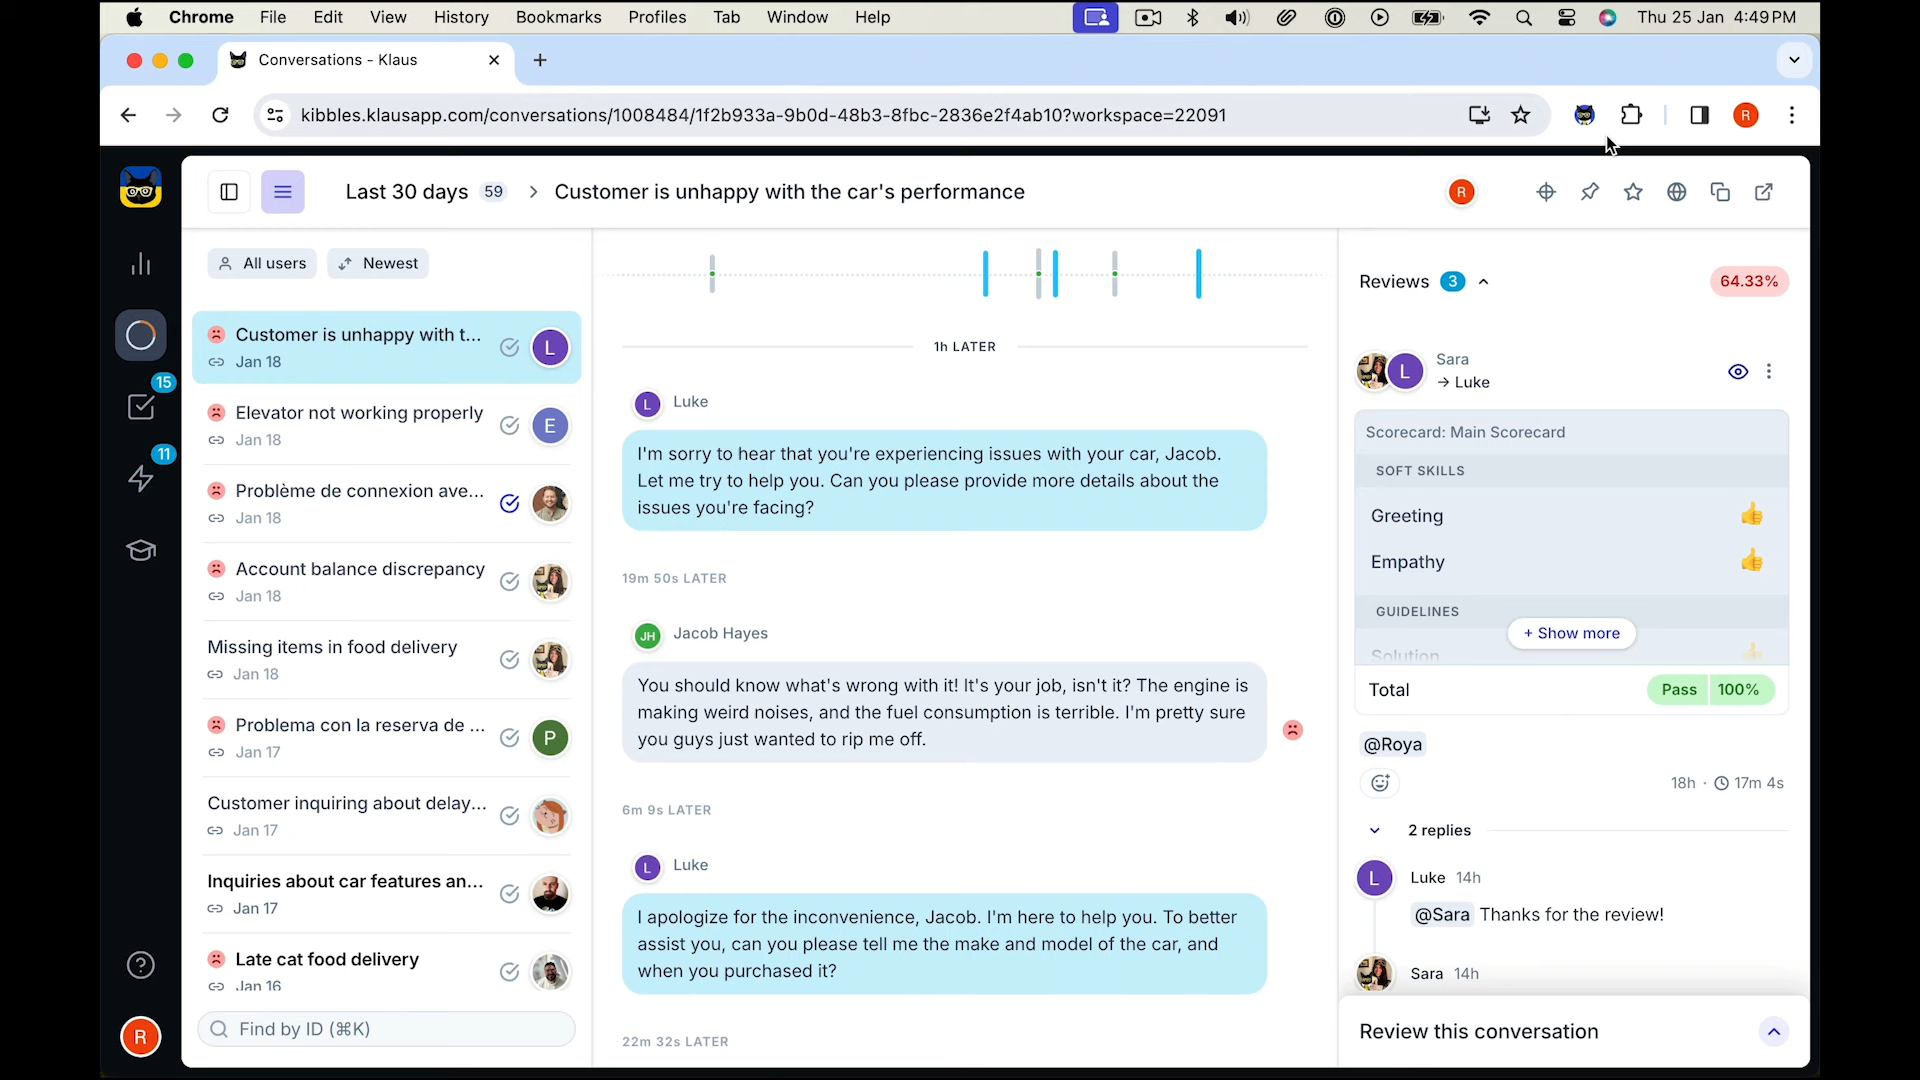 Chrome File Edit View History Bookmarks Profiles Tab Window Help Thu 25 Jan 4:49 PM
Conversations - Klaus
kibbles.klausapp.com/conversations/1008484/1f2b933a-9b0d-48b3-8fbc-2836e2f4ab10?workspace=22091
R
Last 30 days 59 > Customer is unhappy with the car's performance
R
15
11
R
All users
Newest
Customer is unhappy with t...
Jan 18
L
Elevator not working properly
Jan 18
E
Problème de connexion ave...
Jan 18
Account balance discrepancy
Jan 18
Missing items in food delivery
Jan 18
Problema con la reserva de ...
Jan 17
P
Customer inquiring about delay...
Jan 17
Inquiries about car features an...
Jan 17
Late cat food delivery
Jan 16
Find by ID (⌘K)
1h LATER
L Luke
I'm sorry to hear that you're experiencing issues with your car, Jacob.
Let me try to help you. Can you please provide more details about the
issues you're facing?
19m 50s LATER
JH Jacob Hayes
You should know what's wrong with it! It's your job, isn't it? The engine is
making weird noises, and the fuel consumption is terrible. I'm pretty sure
you guys just wanted to rip me off.
6m 9s LATER
L Luke
I apologize for the inconvenience, Jacob. I'm here to help you. To better
assist you, can you please tell me the make and model of the car, and
when you purchased it?
22m 32s LATER
Reviews 3
64.33%
L
Sara
→ Luke
Scorecard: Main Scorecard
SOFT SKILLS
Greeting
Empathy
GUIDELINES
+ Show more
Solution
Total Pass 100%
@Roya
18h · 17m 4s
2 replies
L Luke 14h
@Sara Thanks for the review!
Sara 14h
Review this conversation